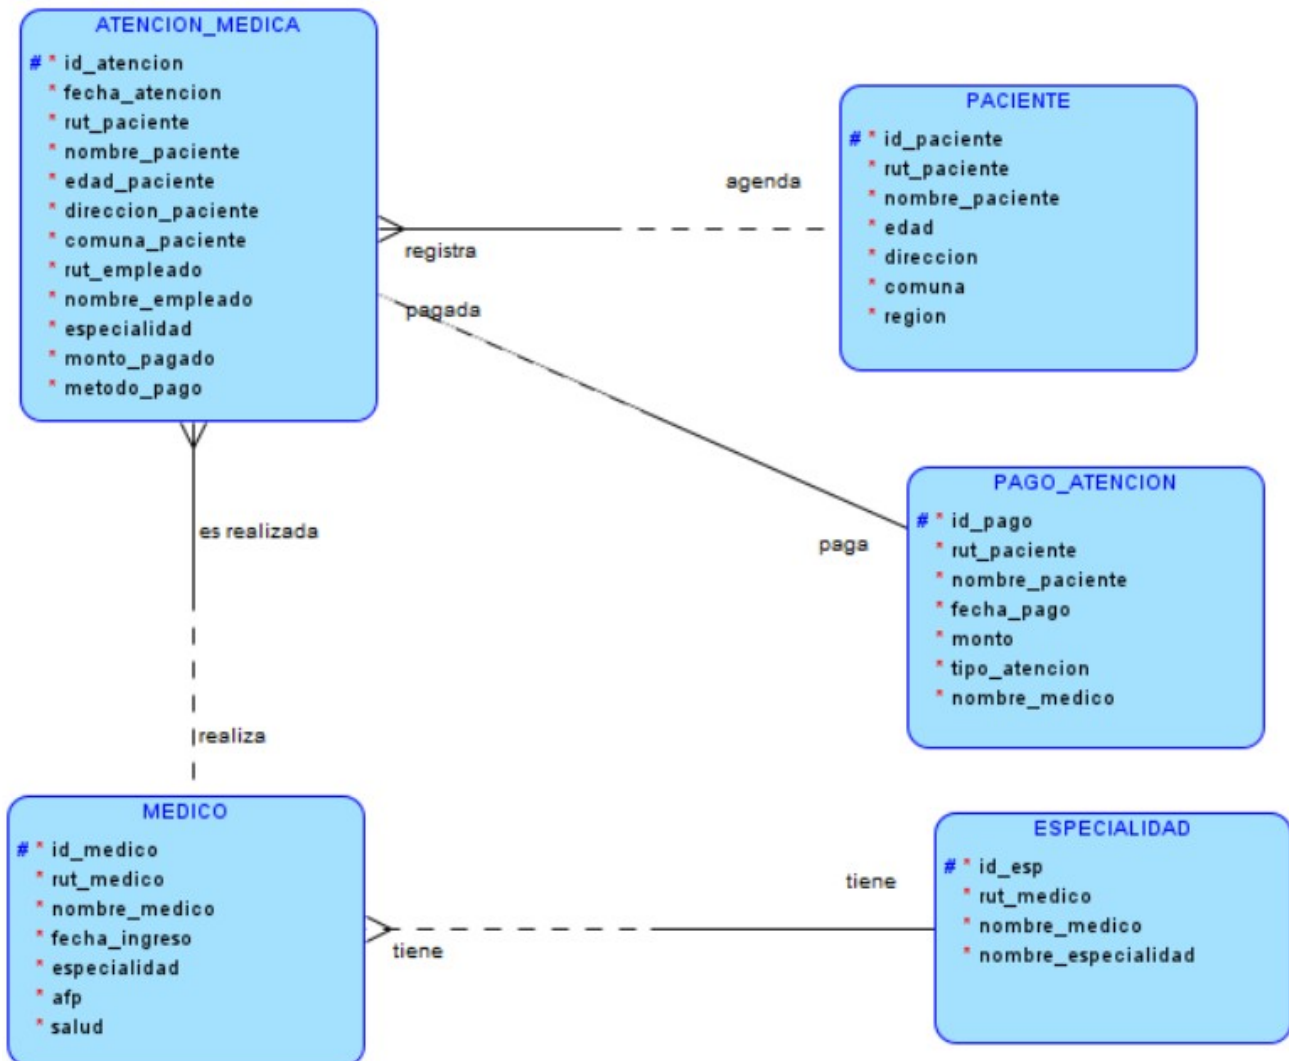 ATENCION_MEDICA
# * id_atencion
* fecha_atencion
* rut_paciente
* nombre_paciente
* edad_paciente
* direccion_paciente
* comuna_paciente
* rut_empleado
* nombre_empleado
* especialidad
* monto_pagado
* metodo_pago
PACIENTE
# * id_paciente
* rut_paciente
* nombre_paciente
* edad
* direccion
* comuna
* region
agenda
registra
pagada
paga
PAGO_ATENCION
# * id_pago
* rut_paciente
* nombre_paciente
* fecha_pago
* monto
* tipo_atencion
* nombre_medico
es realizada
realiza
MEDICO
# * id_medico
* rut_medico
* nombre_medico
* fecha_ingreso
* especialidad
* afp
* salud
tiene
tiene
ESPECIALIDAD
# * id_esp
* rut_medico
* nombre_medico
* nombre_especialidad